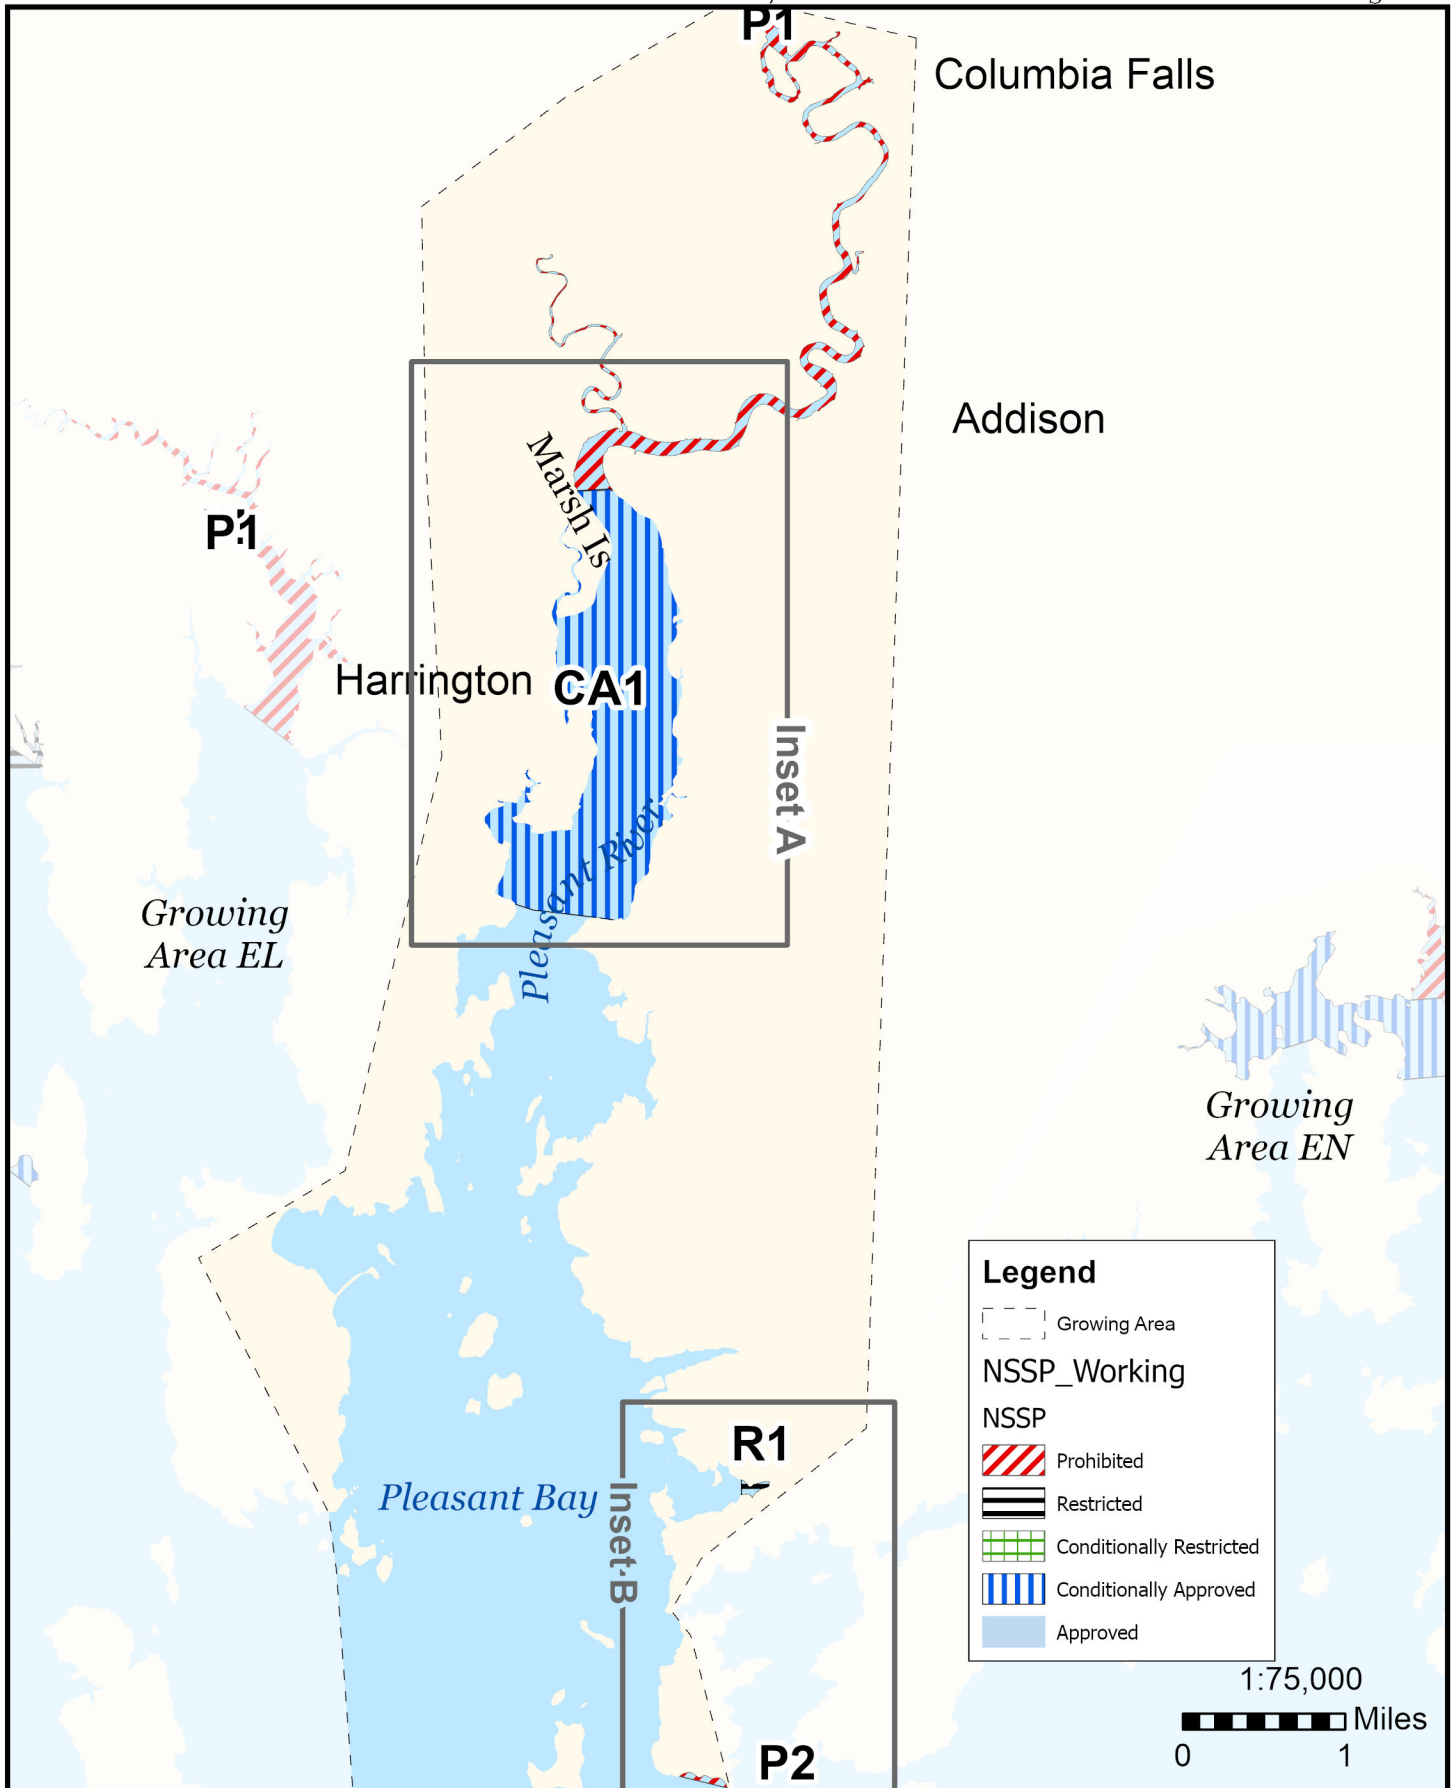 P1
Columbia Falls
Addison
Marsh Is
P1
Harrington
CA1
Inset A
Pleasant River
Growing
Area EL
Growing
Area EN
R1
Pleasant Bay
Inset B
P2
Legend
Growing Area
NSSP_Working
NSSP
Prohibited
Restricted
Conditionally Restricted
Conditionally Approved
Approved
1:75,000
Miles
0 1